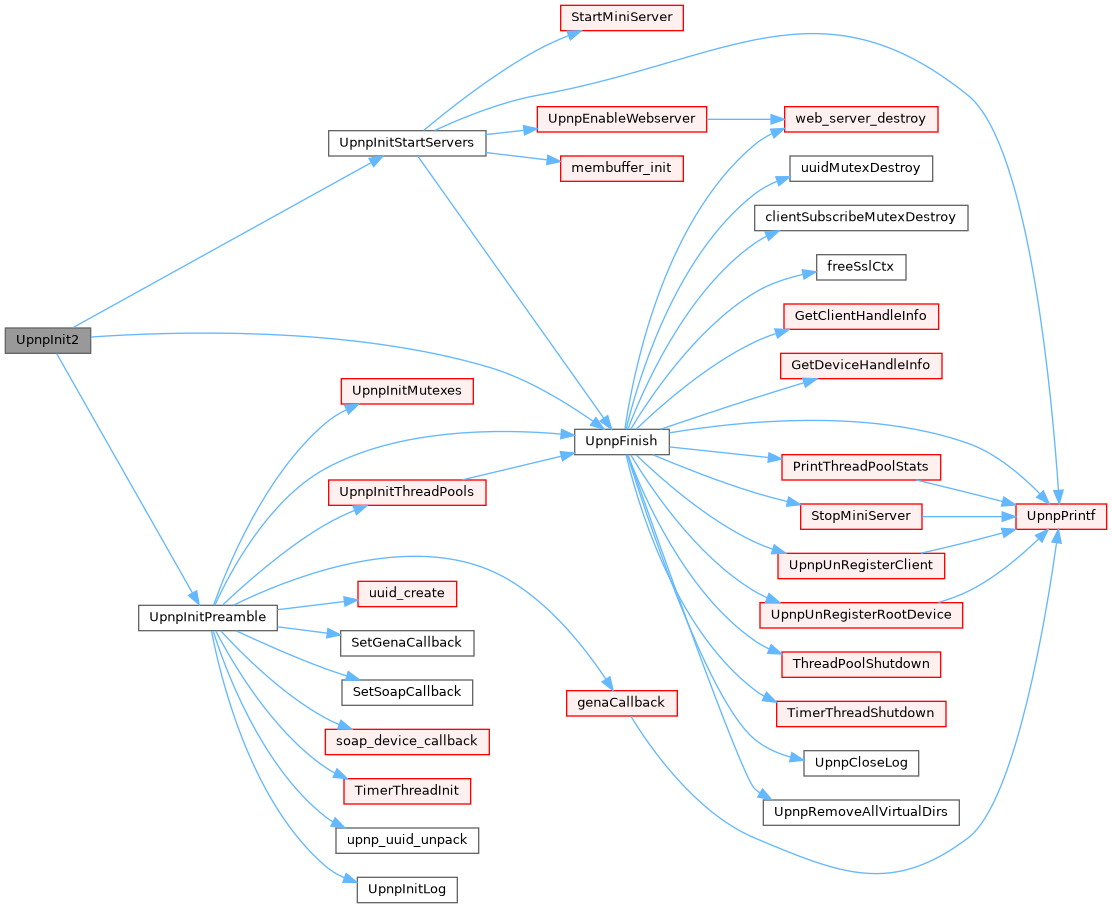 StartMiniServer
UpnpEnableWebserver
web_server_destroy
UpnpInitStartServers
membuffer_init
uuidMutexDestroy
clientSubscribeMutexDestroy
freeSslCtx
GetClientHandleInfo
UpnpInit2
GetDeviceHandleInfo
UpnpInitMutexes
UpnpFinish
PrintThreadPoolStats
UpnpInitThreadPools
StopMiniServer
UpnpPrintf
UpnpUnRegisterClient
uuid_create
UpnpInitPreamble
UpnpUnRegisterRootDevice
SetGenaCallback
ThreadPoolShutdown
SetSoapCallback
genaCallback
TimerThreadShutdown
soap_device_callback
UpnpCloseLog
TimerThreadInit
UpnpRemoveAllVirtualDirs
upnp_uuid_unpack
UpnpInitLog